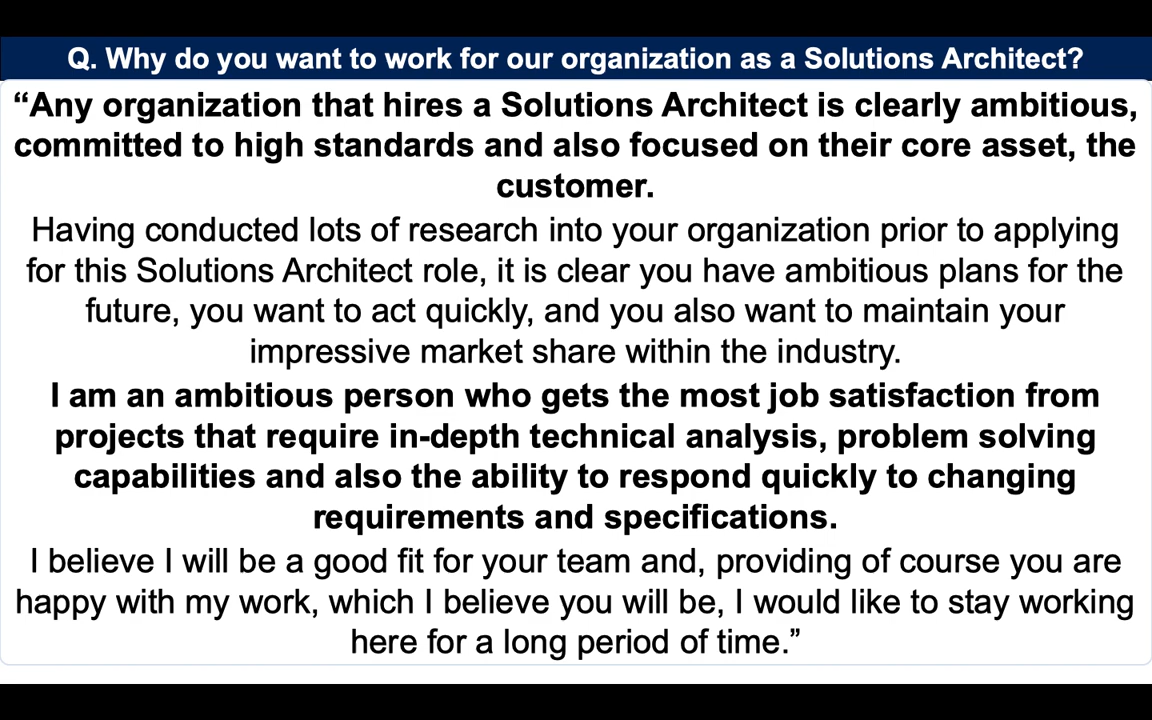 Q. Why do you want to work for our organization as a Solutions Architect?
“Any organization that hires a Solutions Architect is clearly ambitious,
committed to high standards and also focused on their core asset, the
customer.
Having conducted lots of research into your organization prior to applying
for this Solutions Architect role, it is clear you have ambitious plans for the
future, you want to act quickly, and you also want to maintain your
impressive market share within the industry.
I am an ambitious person who gets the most job satisfaction from
projects that require in-depth technical analysis, problem solving
capabilities and also the ability to respond quickly to changing
requirements and specifications.
I believe I will be a good fit for your team and, providing of course you are
happy with my work, which I believe you will be, I would like to stay working
here for a long period of time.”